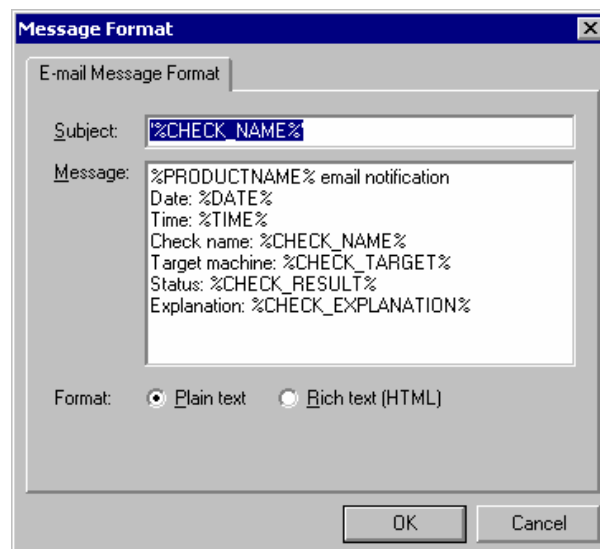 Message Format
E-mail Message Format
Subject: '%CHECK_NAME%'
Message: %PRODUCTNAME% email notification
Date: %DATE%
Time: %TIME%
Check name: %CHECK_NAME%
Target machine: %CHECK_TARGET%
Status: %CHECK_RESULT%
Explanation: %CHECK_EXPLANATION%
Format: Plain text Rich text (HTML)
OK Cancel